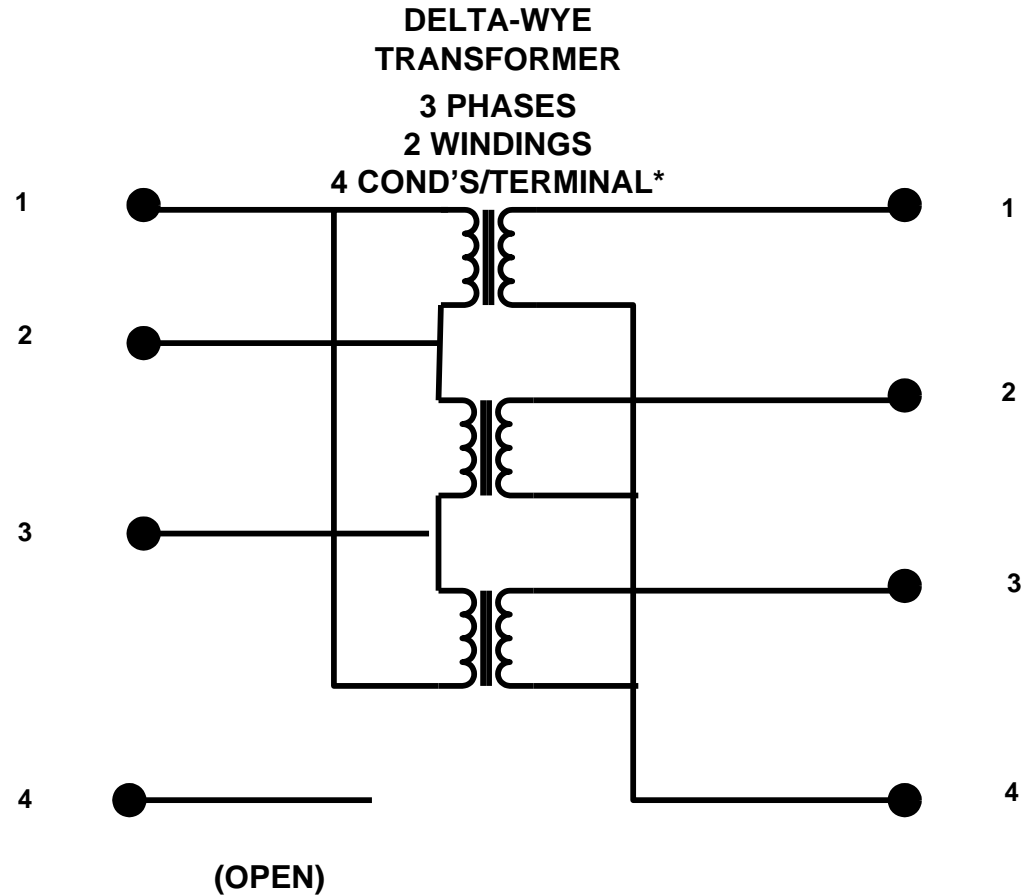 DELTA-WYE
TRANSFORMER
3 PHASES
2 WINDINGS
4 COND'S/TERMINAL*
1
1
2
2
3
3
4
4
(OPEN)